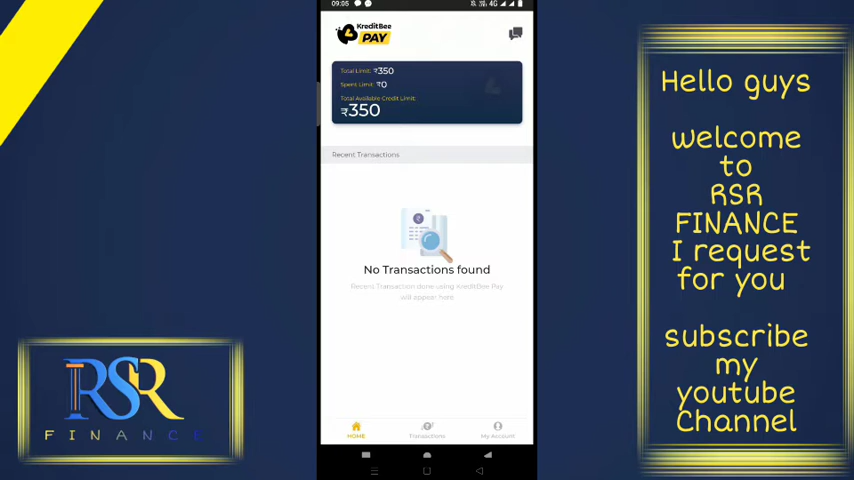 09:05
4G
KreditBee
PAY
Total Limit: ₹350
Spent Limit: ₹0
Total Available Credit Limit:
₹350
Recent Transactions
No Transactions found
Recent Transaction done using KreditBee Pay
will appear here
HOME
Transactions
My Account
RSR
FINANCE
Hello guys
welcome
to
RSR
FINANCE
I request
for you
subscribe
my
youtube
Channel